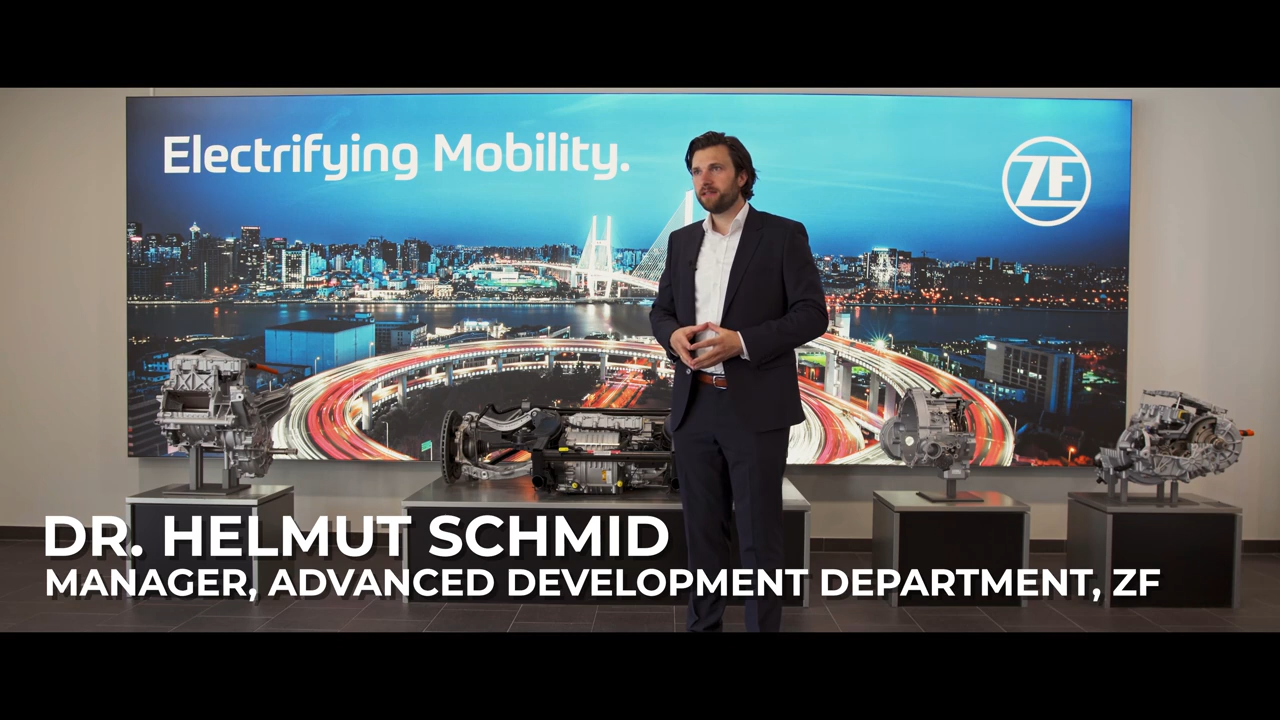 Electrifying Mobility.
ZF
DR. HELMUT SCHMID
MANAGER, ADVANCED DEVELOPMENT DEPARTMENT, ZF